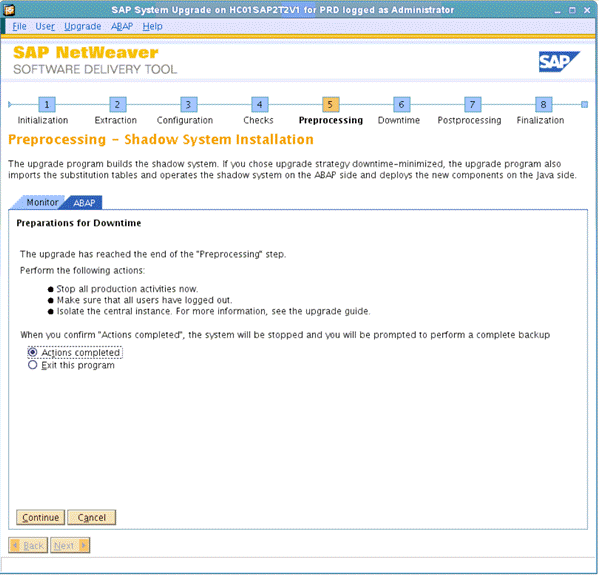 SAP System Upgrade on HC01SAP2T2V1 for PRD logged as Administrator
File User Upgrade ABAP Help
SAP NetWeaver
SOFTWARE DELIVERY TOOL
SAP
1 2 3 4 5 6 7 8
Initialization Extraction Configuration Checks Preprocessing Downtime Postprocessing Finalization
Preprocessing - Shadow System Installation
The upgrade program builds the shadow system. If you chose upgrade strategy downtime-minimized, the upgrade program also
imports the substitution tables and operates the shadow system on the ABAP side and deploys the new components on the Java side.
Monitor ABAP
Preparations for Downtime
The upgrade has reached the end of the "Preprocessing" step.
Perform the following actions:
● Stop all production activities now.
● Make sure that all users have logged out.
● Isolate the central instance. For more information, see the upgrade guide.
When you confirm "Actions completed", the system will be stopped and you will be prompted to perform a complete backup
Actions completed
Exit this program
Continue Cancel
Back Next